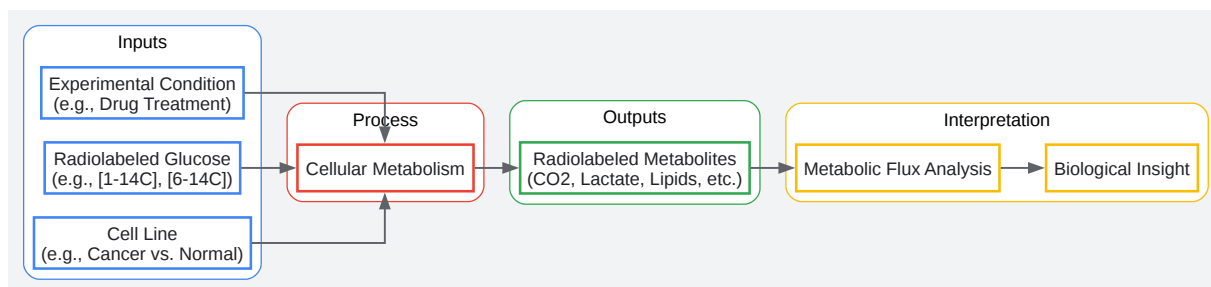 Inputs
Experimental Condition
(e.g., Drug Treatment)
Radiolabeled Glucose
(e.g., [1-14C], [6-14C])
Cell Line
(e.g., Cancer vs. Normal)
Process
Cellular Metabolism
Outputs
Radiolabeled Metabolites
(CO2, Lactate, Lipids, etc.)
Interpretation
Metabolic Flux Analysis
Biological Insight